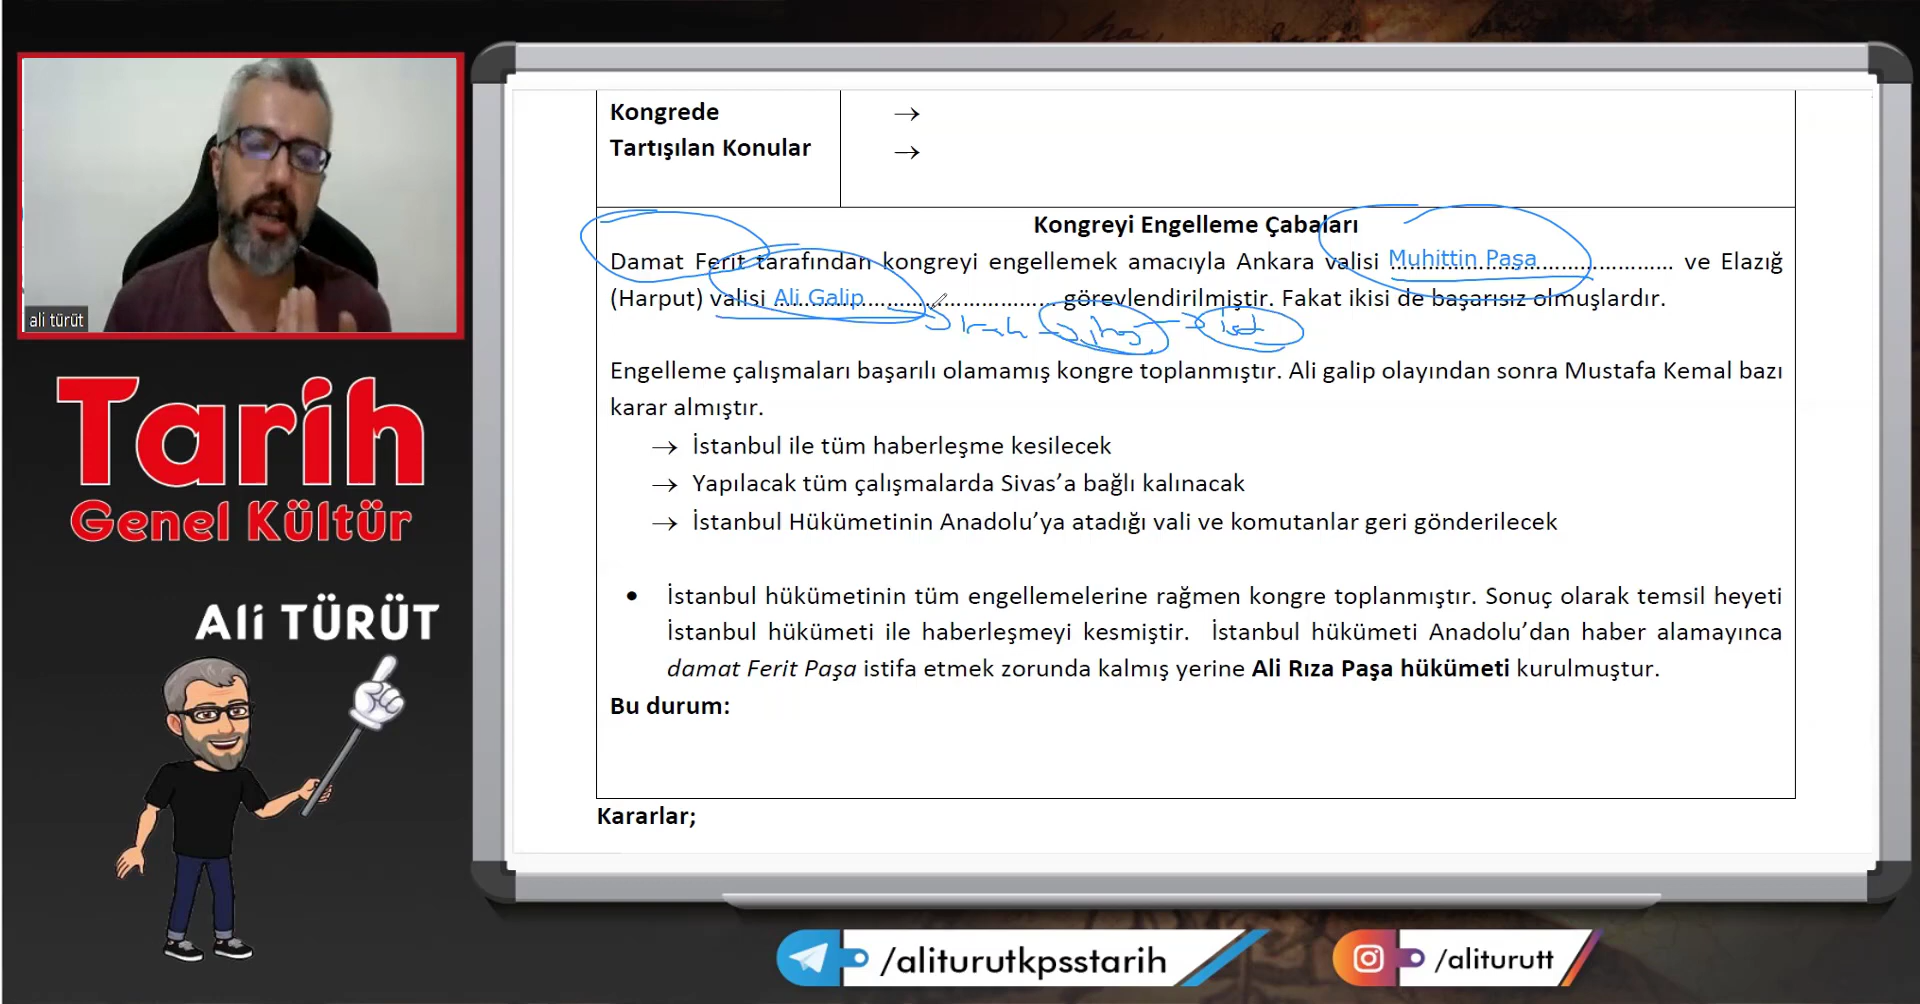 Kongrede
Tartışılan Konular
→
→
Kongreyi Engelleme Çabaları
Damat Ferit tarafından kongreyi engellemek amacıyla Ankara valisi Muhittin Paşa ve Elazığ
(Harput) valisi Ali Galip görevlendirilmiştir. Fakat ikisi de başarısız olmuşlardır.
ist
Engelleme çalışmaları başarılı olamamış kongre toplanmıştır. Ali galip olayından sonra Mustafa Kemal bazı
karar almıştır.
→ İstanbul ile tüm haberleşme kesilecek
→ Yapılacak tüm çalışmalarda Sivas’a bağlı kalınacak
→ İstanbul Hükümetinin Anadolu’ya atadığı vali ve komutanlar geri gönderilecek
• İstanbul hükümetinin tüm engellemelerine rağmen kongre toplanmıştır. Sonuç olarak temsil heyeti
İstanbul hükümeti ile haberleşmeyi kesmiştir. İstanbul hükümeti Anadolu’dan haber alamayınca
damat Ferit Paşa istifa etmek zorunda kalmış yerine Ali Rıza Paşa hükümeti kurulmuştur.
Bu durum:
Kararlar;
ali türüt
Tarih
Genel Kültür
Ali TÜRÜT
/aliturutkpsstarih
/aliturutt